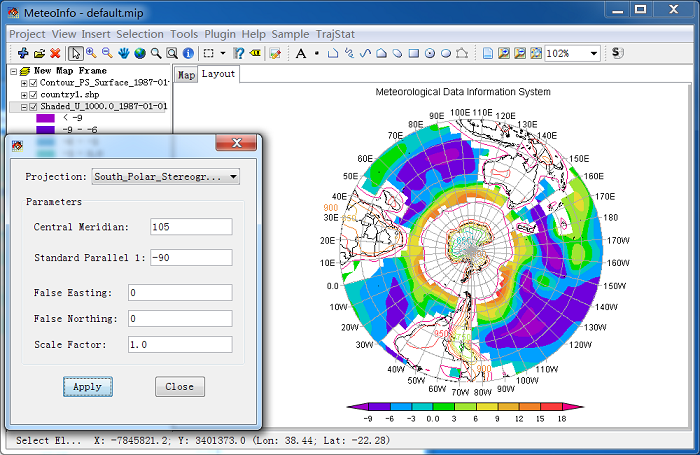 MeteoInfo - default.mip
Project View Insert Selection Tools Plugin Help Sample TrajStat
A 102% S
New Map Frame
Contour_PS_Surface_1987-01-01
country1.shp
Shaded_U_1000.0_1987-01-01
< -9
-9 - -6
Map Layout
Meteorological Data Information System
90E 100E 110E 120E
80E 130E
70E 140E
60E 150E
50E 160E
40E 170E
30E 180
20E 170W
10E 160W
0.0 150W
10W 140W
20W 130W
30W 120W
40W 50W 60W 70W 80W 90W 100W 110W
900
850
950
900
-9 -6 -3 0.0 3 6 9 12 15 18
Projection: South_Polar_Stereogr...
Parameters
Central Meridian: 105
Standard Parallel 1: -90
False Easting: 0
False Northing: 0
Scale Factor: 1.0
Apply Close
Select El... X: -7845821.2; Y: 3401373.0 (Lon: 38.44; Lat: -22.28)